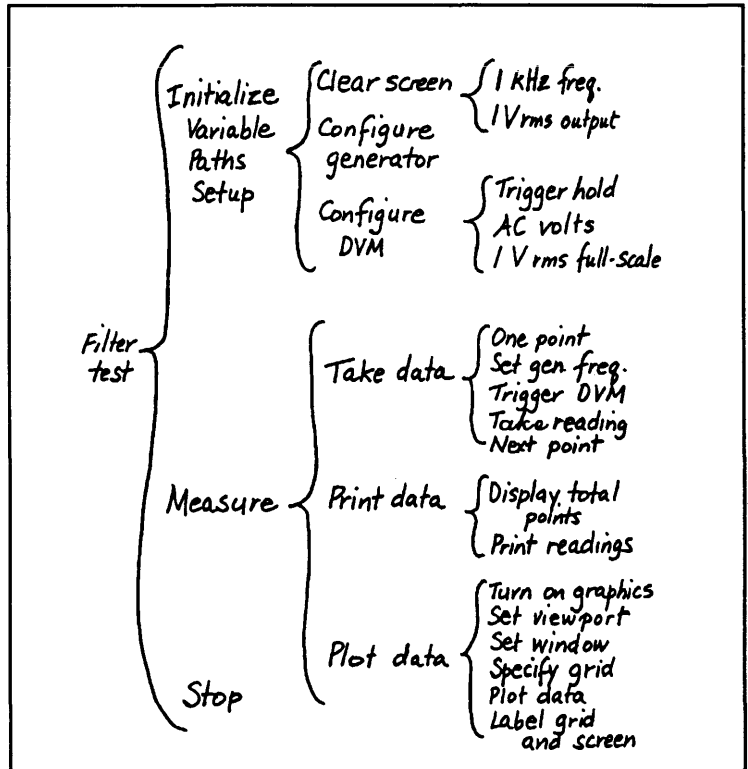 Filter
test
Initialize
Variable
Paths
Setup
Clear screen
1 kHz freq.
1 V rms output
Configure
generator
Configure
DVM
Trigger hold
AC volts
1 V rms full-scale
Measure
Take data
One point
Set gen freq.
Trigger DVM
Take reading
Next point
Print data
Display total
points
Print readings
Plot data
Turn on graphics
Set viewport
Set window
Specify grid
Plot data
Label grid
and screen
Stop